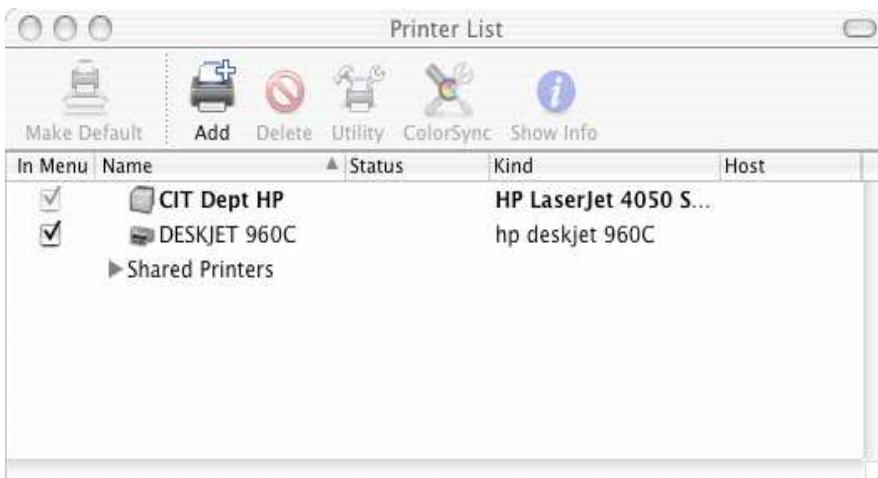 Printer List
Make Default Add Delete Utility ColorSync Show Info
In Menu Name Status Kind Host
CIT Dept HP HP LaserJet 4050 S...
DESKJET 960C hp deskjet 960C
Shared Printers